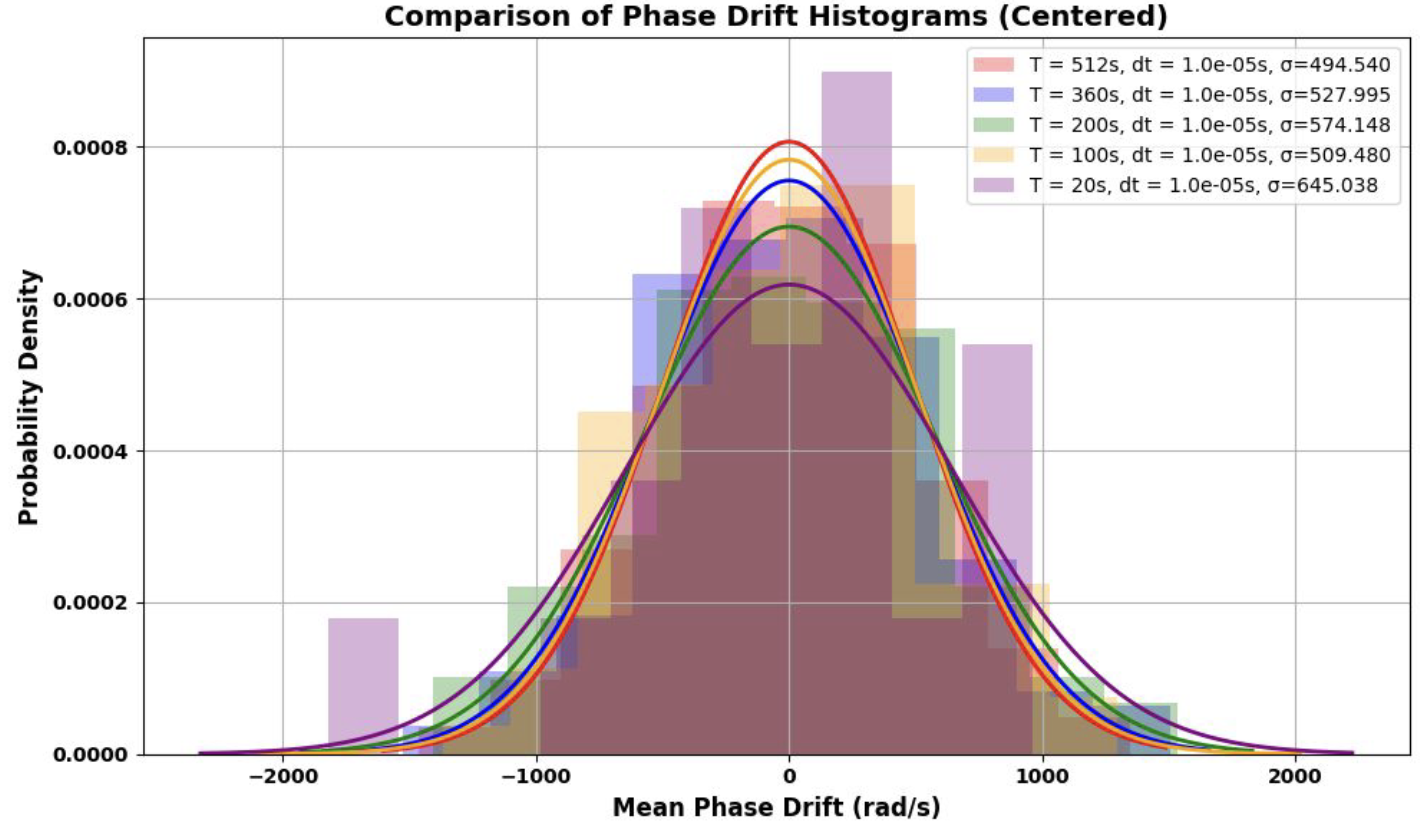 Comparison of Phase Drift Histograms (Centered)
T = 512s, dt = 1.0e-05s, σ=494.540
T = 360s, dt = 1.0e-05s, σ=527.995
T = 200s, dt = 1.0e-05s, σ=574.148
T = 100s, dt = 1.0e-05s, σ=509.480
T = 20s, dt = 1.0e-05s, σ=645.038
Probability Density
0.0008
0.0006
0.0004
0.0002
0.0000
−2000 −1000 0 1000 2000
Mean Phase Drift (rad/s)